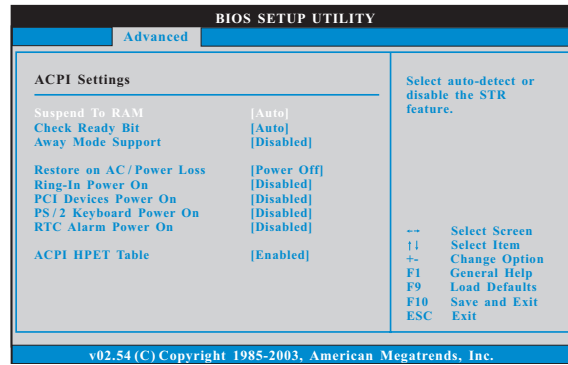 BIOS SETUP UTILITY
Advanced
ACPI Settings
Suspend To RAM [Auto]
Check Ready Bit [Auto]
Away Mode Support [Disabled]
Restore on AC/Power Loss [Power Off]
Ring-In Power On [Disabled]
PCI Devices Power On [Disabled]
PS/2 Keyboard Power On [Disabled]
RTC Alarm Power On [Disabled]
ACPI HPET Table [Enabled]
Select auto-detect or
disable the STR
feature.
←→ Select Screen
↑↓ Select Item
+- Change Option
F1 General Help
F9 Load Defaults
F10 Save and Exit
ESC Exit
v02.54 (C) Copyright 1985-2003, American Megatrends, Inc.